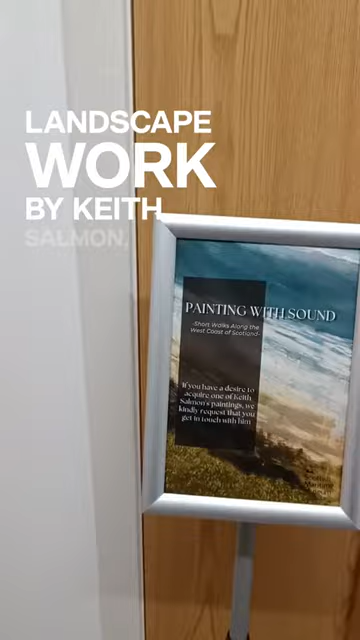 LANDSCAPE
WORK
BY KEITH
SALMON.
PAINTING WITH SOUND
-Short Walks Along the
West Coast of Scotland-
If you have a desire to
acquire one of Keith
Salmon's paintings, we
kindly request that you
get in touch with him